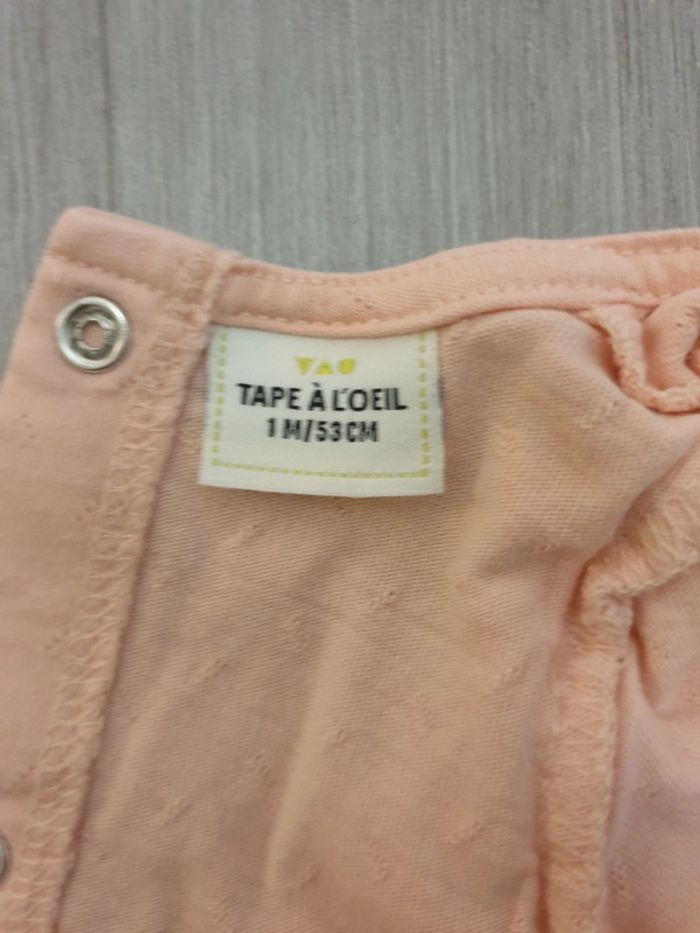 TAPE À L'OEIL
1 M/53 CM